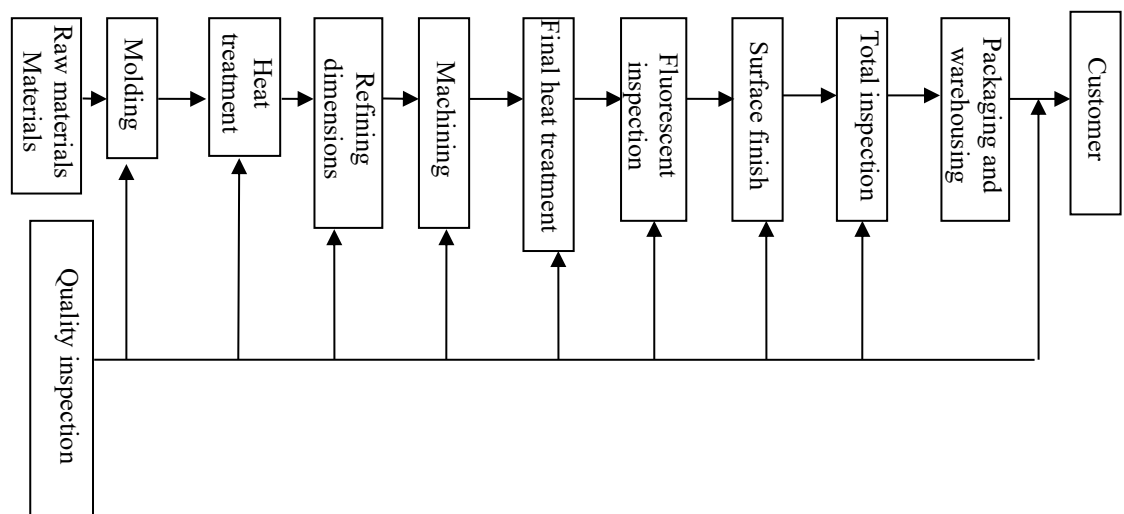 Raw materials
Materials
Molding
Heat
treatment
Refining
dimensions
Machining
Final heat treatment
Fluorescent
inspection
Surface finish
Total inspection
Packaging and
warehousing
Customer
Quality inspection